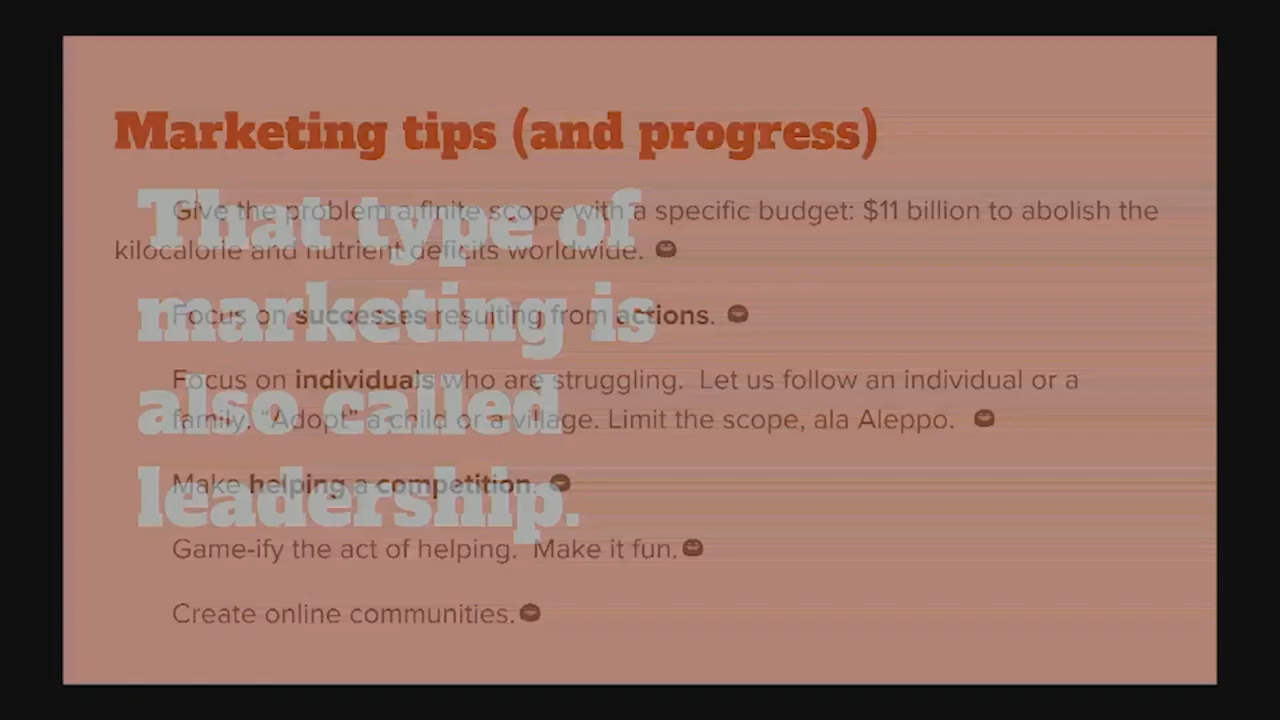 Marketing tips (and progress)
Give the problem a finite scope with a specific budget: $11 billion to abolish the
kilocalorie and nutrient deficits worldwide.
Focus on successes resulting from actions.
Focus on individuals who are struggling. Let us follow an individual or a
family. "Adopt" a child or a village. Limit the scope, ala Aleppo.
Make helping a competition.
Game-ify the act of helping. Make it fun.
Create online communities.
That type of
marketing is
also called
leadership.